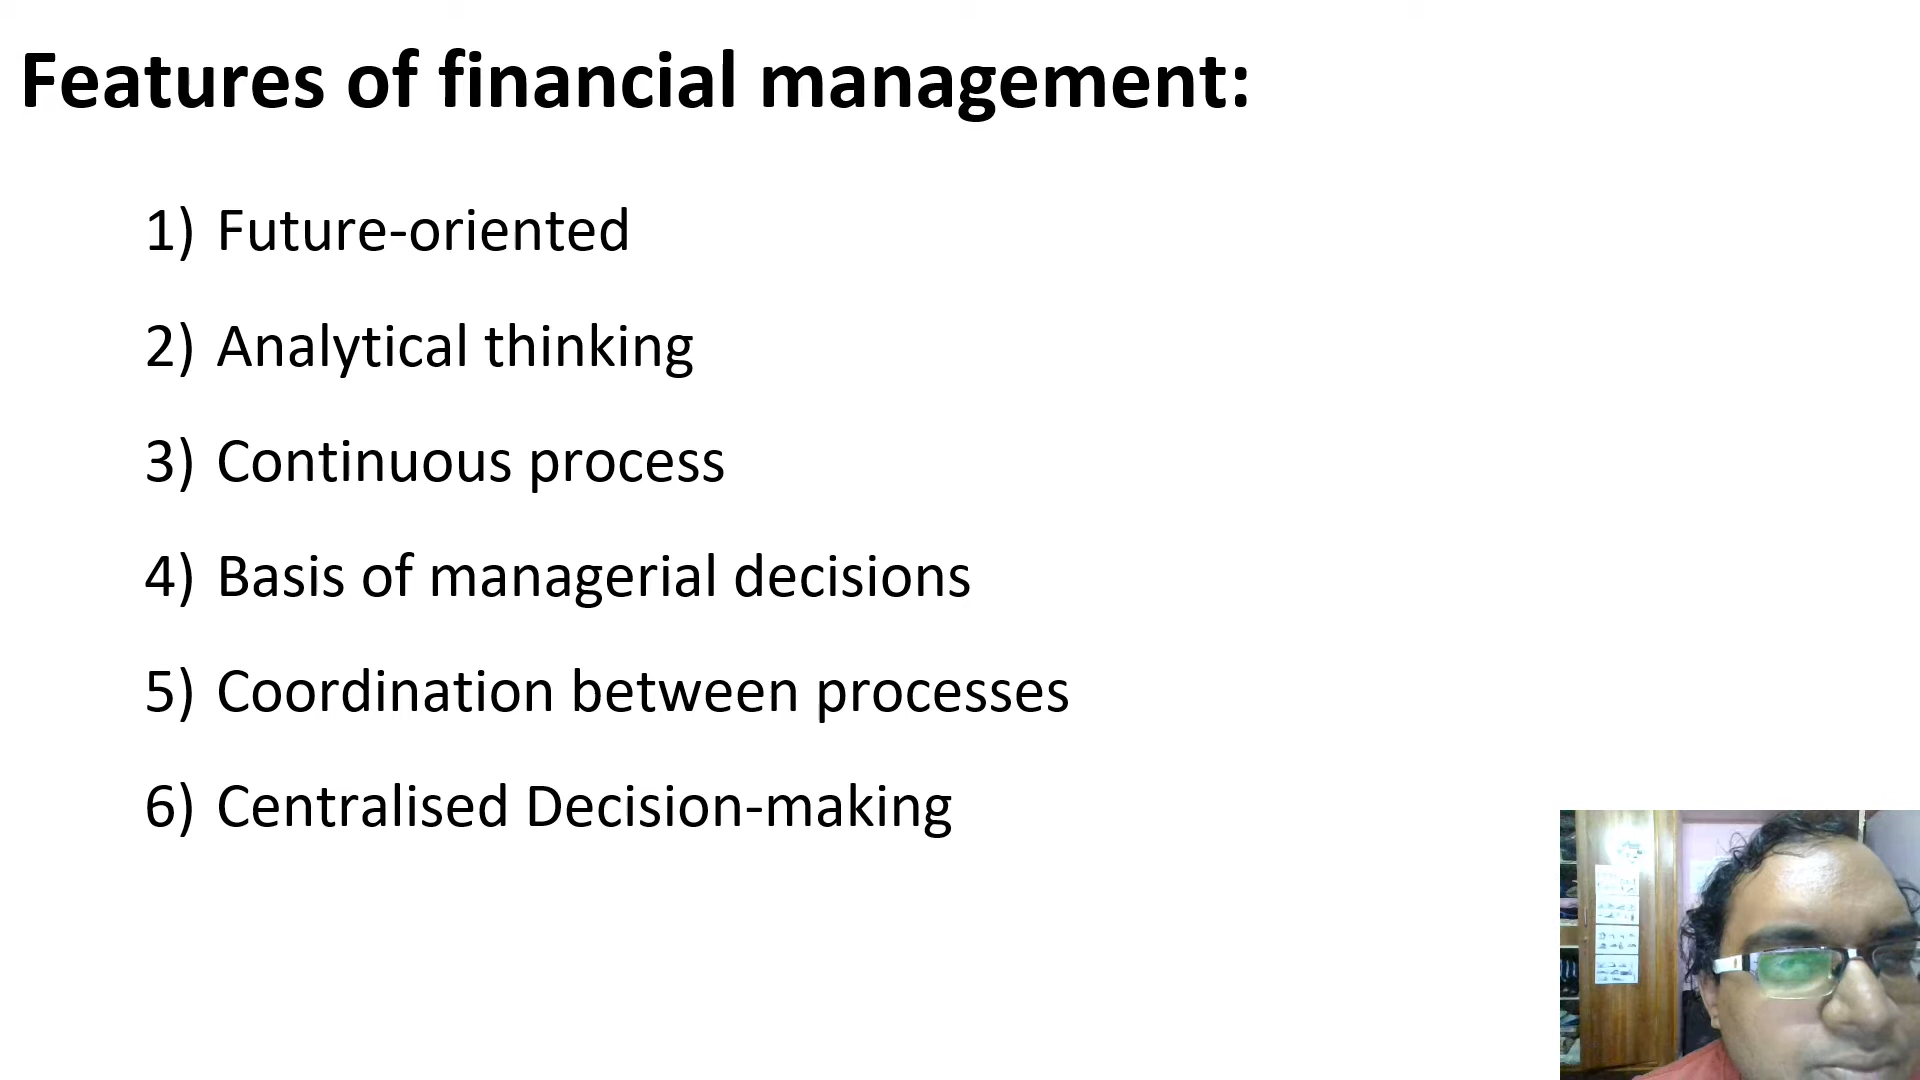 Features of financial management:
1) Future-oriented
2) Analytical thinking
3) Continuous process
4) Basis of managerial decisions
5) Coordination between processes
6) Centralised Decision-making